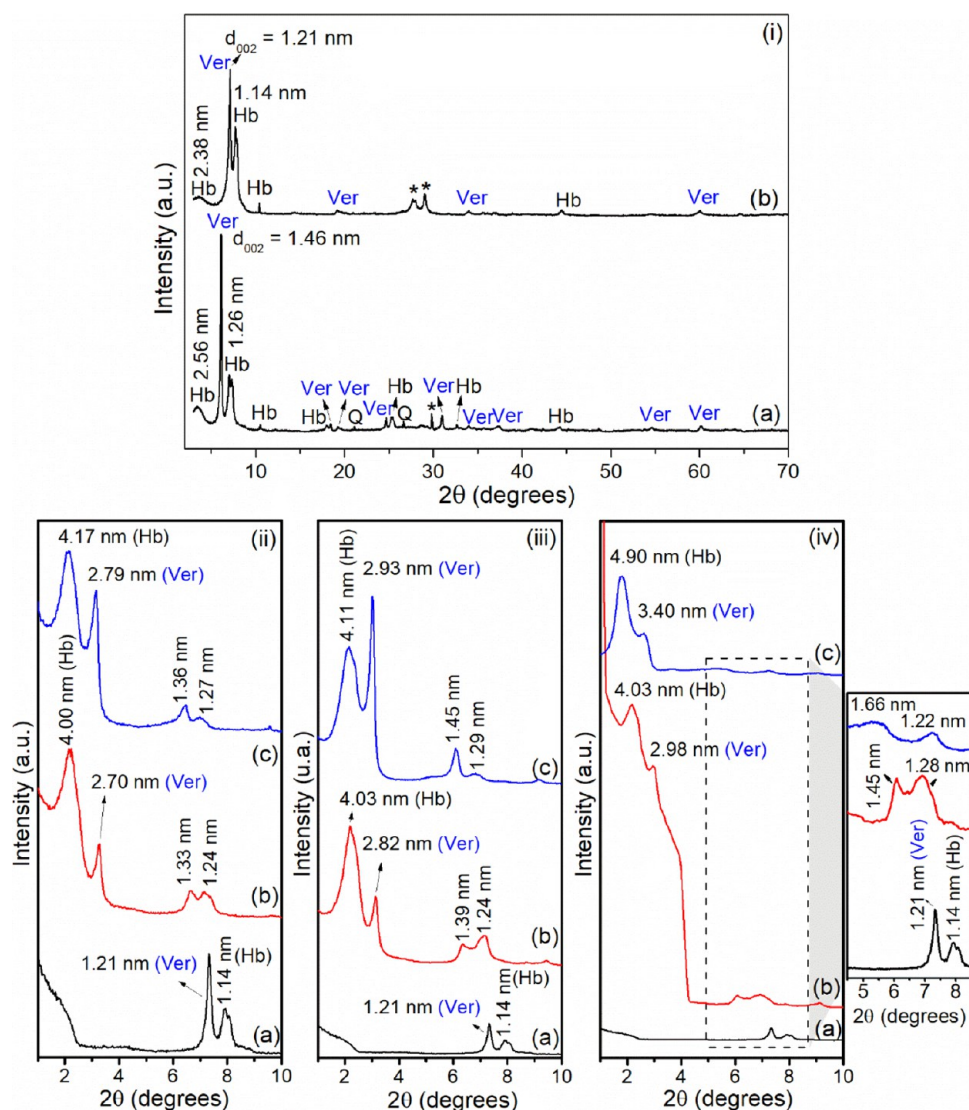 (i)
d002 = 1.21 nm
Ver
1.14 nm
Hb
2.38 nm
Hb
Hb
Ver
*
*
Ver
Hb
Ver
(b)
Ver
d002 = 1.46 nm
2.56 nm
Hb
1.26 nm
Hb
Hb
Hb
Ver
Ver
Q
Ver
Hb
Q
*
Ver
Hb
Ver
Ver
Hb
Ver
Ver
(a)
Intensity (a.u.)
10 20 30 40 50 60 70
2θ (degrees)
(ii)
4.17 nm (Hb)
2.79 nm (Ver)
1.36 nm
1.27 nm
(c)
4.00 nm (Hb)
2.70 nm (Ver)
1.33 nm
1.24 nm
(b)
1.21 nm (Ver)
1.14 nm (Hb)
(a)
Intensity (a.u.)
2 4 6 8 10
2θ (degrees)
(iii)
4.11 nm (Hb)
2.93 nm (Ver)
1.45 nm
1.29 nm
(c)
4.03 nm (Hb)
2.82 nm (Ver)
1.39 nm
1.24 nm
(b)
1.21 nm (Ver)
1.14 nm (Hb)
(a)
Intensity (u.a.)
2 4 6 8 10
2θ (degrees)
(iv)
4.90 nm (Hb)
3.40 nm (Ver)
(c)
4.03 nm (Hb)
2.98 nm (Ver)
(b)
(a)
Intensity (a.u.)
2 4 6 8 10
2θ (degrees)
1.66 nm
1.22 nm
1.45 nm
1.28 nm
1.21 nm (Ver)
1.14 nm (Hb)
5 6 7 8
2θ (degrees)